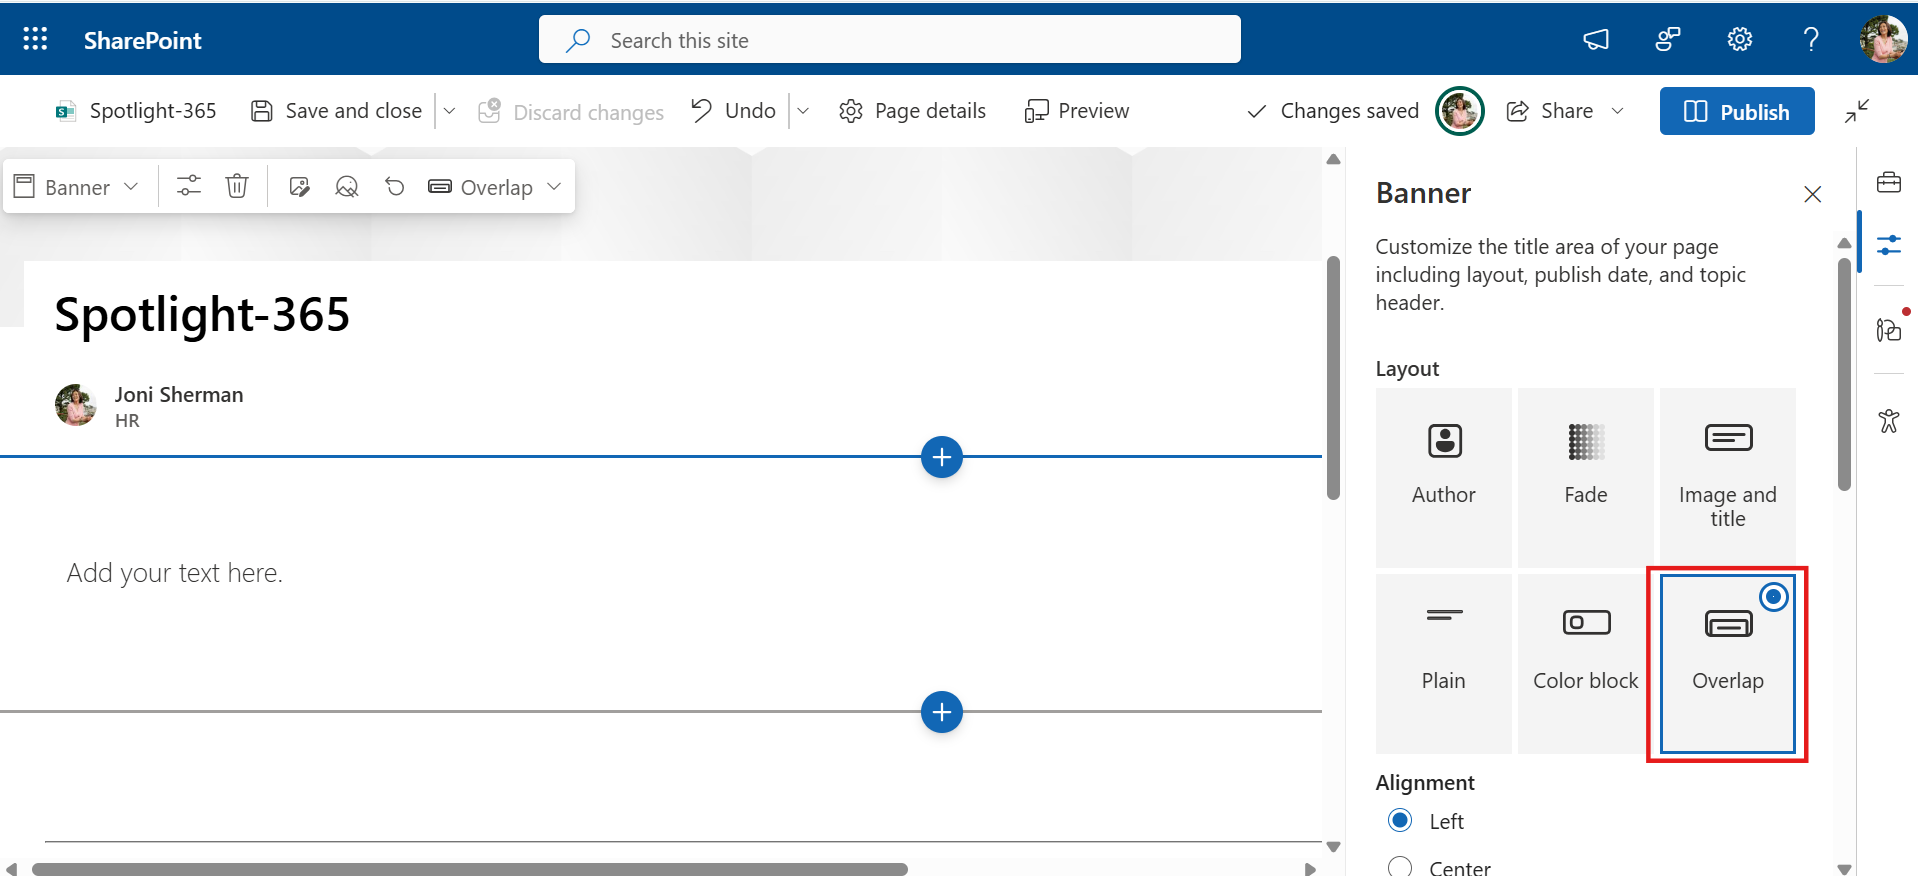 SharePoint
Search this site
Spotlight-365
Save and close
Discard changes
Undo
Page details
Preview
Changes saved
Share
Publish
Banner
Overlap
Spotlight-365
Joni Sherman
HR
Add your text here.
Banner
Customize the title area of your page
including layout, publish date, and topic
header.
Layout
Author
Fade
Image and
title
Plain
Color block
Overlap
Alignment
Left
Center